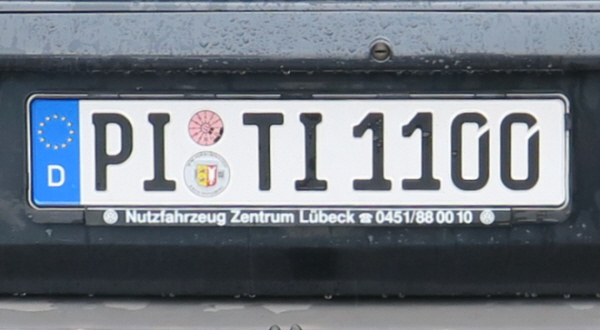 D PI TI 1100
Nutzfahrzeug Zentrum Lübeck ☎ 0451/88 00 10